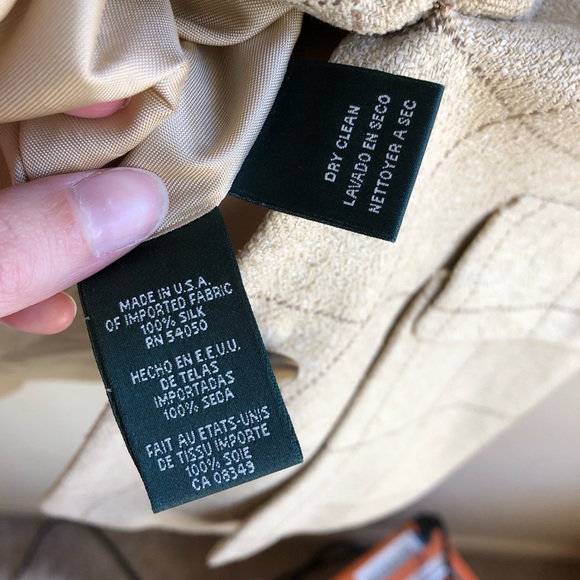 DRY CLEAN
LAVADO EN SECO
NETTOYER A SEC
MADE IN U.S.A.
OF IMPORTED FABRIC
100% SILK
RN 54050
HECHO EN E.E.U.U.
DE TELAS
IMPORTADAS
100% SEDA
FAIT AU ETATS-UNIS
DE TISSU IMPORTE
100% SOIE
CA 08349